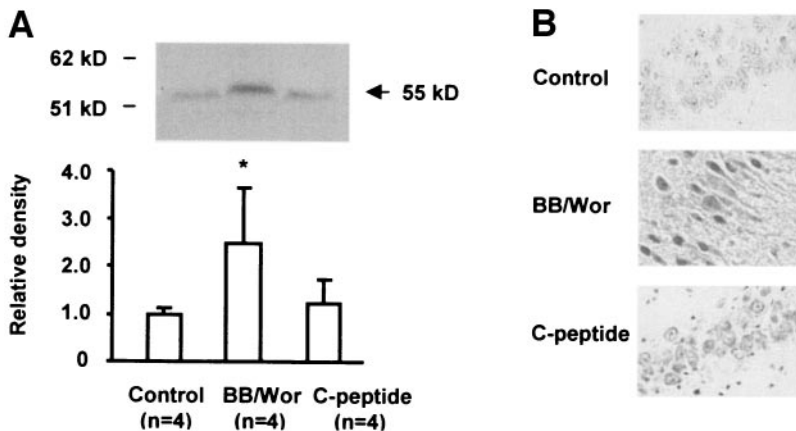 A
62 kD
51 kD
55 kD
Relative density
4.0
3.0
2.0
1.0
0
*
Control
(n=4)
BB/Wor
(n=4)
C-peptide
(n=4)
B
Control
BB/Wor
C-peptide